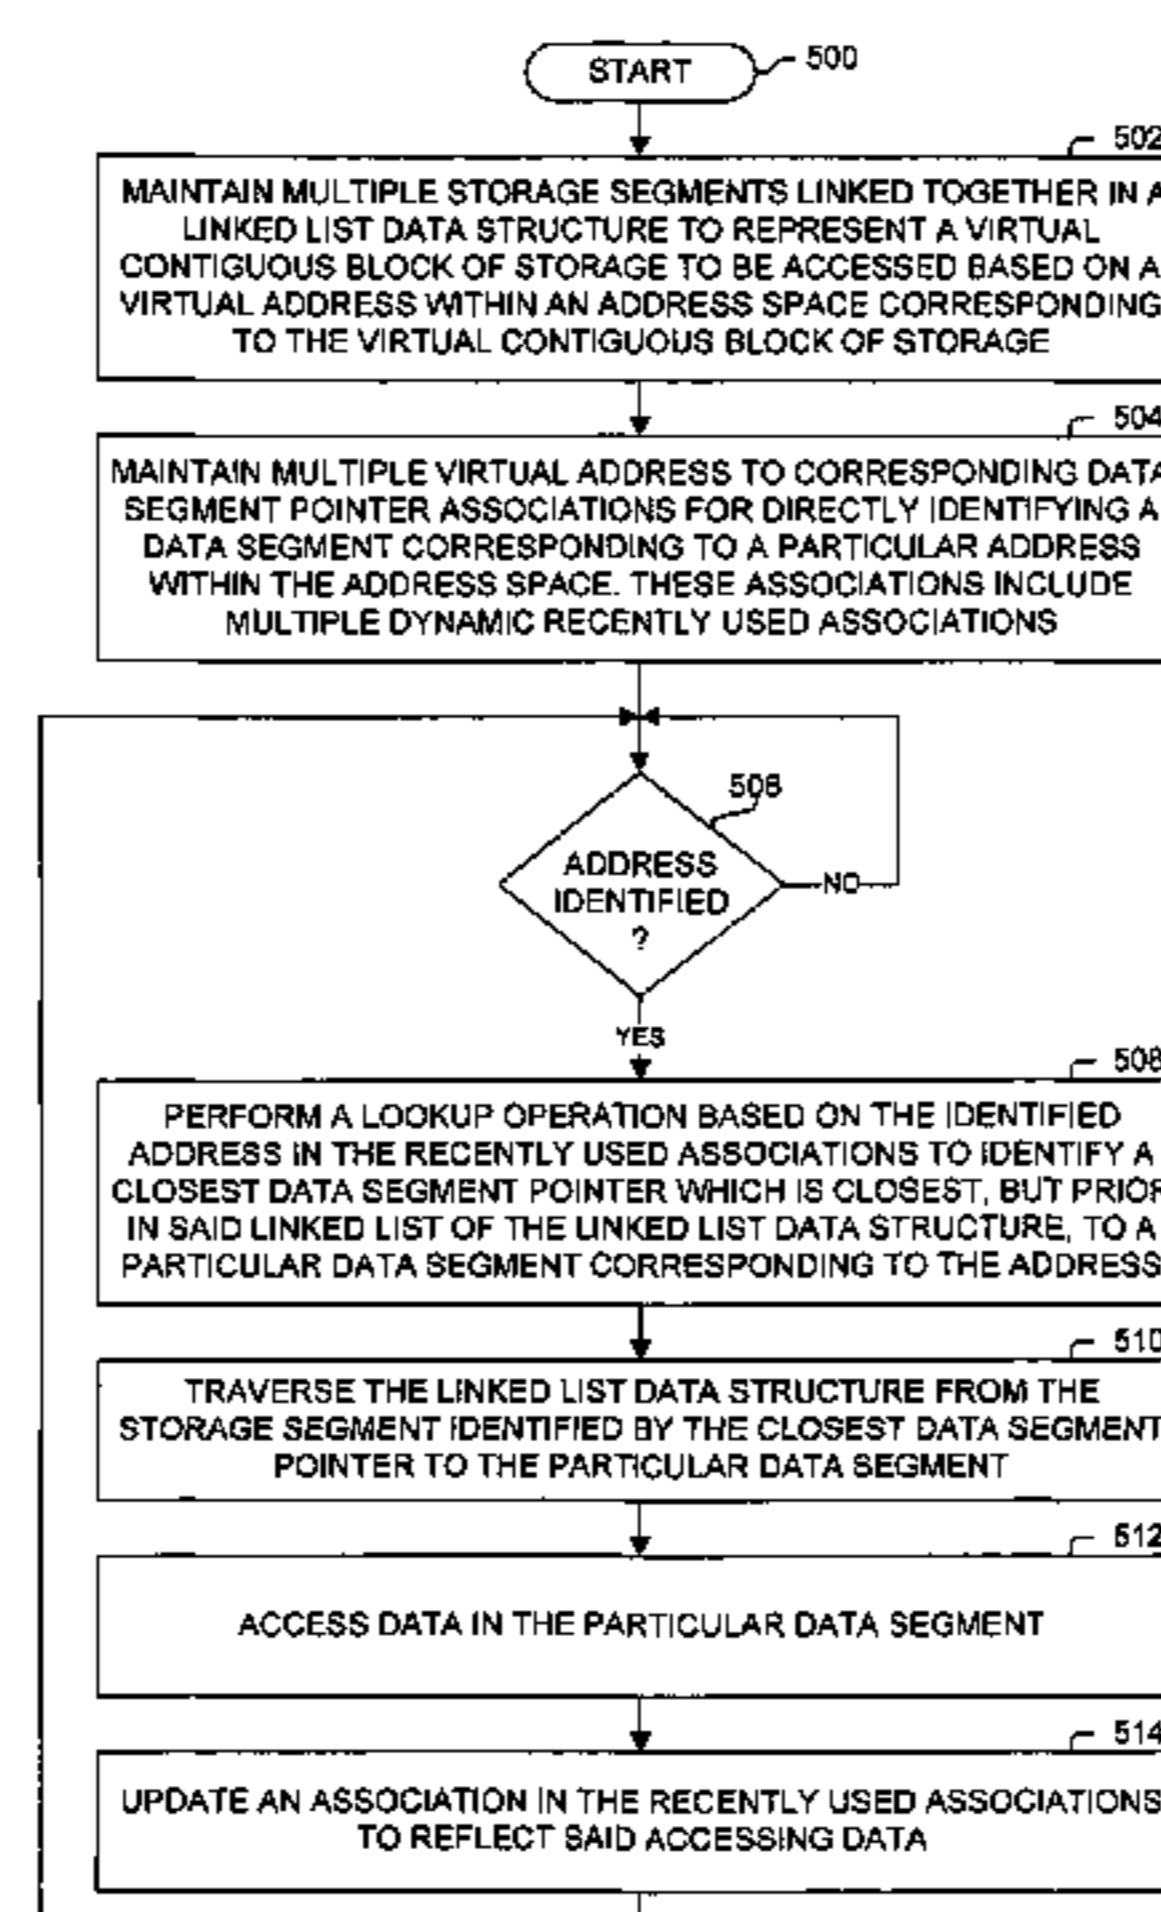 START
500
502
MAINTAIN MULTIPLE STORAGE SEGMENTS LINKED TOGETHER IN A
LINKED LIST DATA STRUCTURE TO REPRESENT A VIRTUAL
CONTIGUOUS BLOCK OF STORAGE TO BE ACCESSED BASED ON A
VIRTUAL ADDRESS WITHIN AN ADDRESS SPACE CORRESPONDING
TO THE VIRTUAL CONTIGUOUS BLOCK OF STORAGE
504
MAINTAIN MULTIPLE VIRTUAL ADDRESS TO CORRESPONDING DATA
SEGMENT POINTER ASSOCIATIONS FOR DIRECTLY IDENTIFYING A
DATA SEGMENT CORRESPONDING TO A PARTICULAR ADDRESS
WITHIN THE ADDRESS SPACE. THESE ASSOCIATIONS INCLUDE
MULTIPLE DYNAMIC RECENTLY USED ASSOCIATIONS
506
ADDRESS
IDENTIFIED
?
NO
YES
508
PERFORM A LOOKUP OPERATION BASED ON THE IDENTIFIED
ADDRESS IN THE RECENTLY USED ASSOCIATIONS TO IDENTIFY A
CLOSEST DATA SEGMENT POINTER WHICH IS CLOSEST, BUT PRIOR
IN SAID LINKED LIST OF THE LINKED LIST DATA STRUCTURE, TO A
PARTICULAR DATA SEGMENT CORRESPONDING TO THE ADDRESS
510
TRAVERSE THE LINKED LIST DATA STRUCTURE FROM THE
STORAGE SEGMENT IDENTIFIED BY THE CLOSEST DATA SEGMENT
POINTER TO THE PARTICULAR DATA SEGMENT
512
ACCESS DATA IN THE PARTICULAR DATA SEGMENT
514
UPDATE AN ASSOCIATION IN THE RECENTLY USED ASSOCIATIONS
TO REFLECT SAID ACCESSING DATA